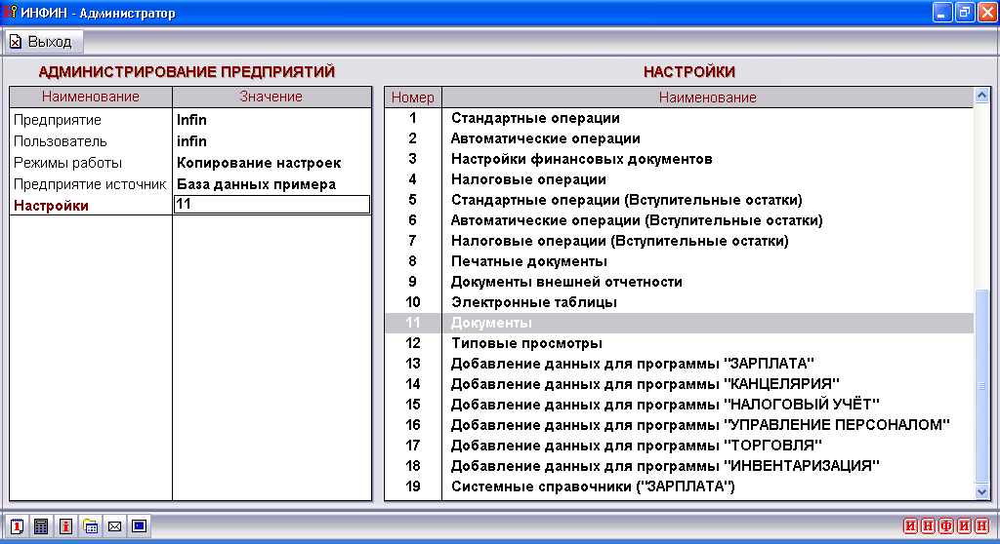 ИНФИН - Администратор
Выход
АДМИНИСТРИРОВАНИЕ ПРЕДПРИЯТИЙ
Наименование Значение
Предприятие Infin
Пользователь infin
Режимы работы Копирование настроек
Предприятие источник База данных примера
Настройки 11
НАСТРОЙКИ
Номер Наименование
1 Стандартные операции
2 Автоматические операции
3 Настройки финансовых документов
4 Налоговые операции
5 Стандартные операции (Вступительные остатки)
6 Автоматические операции (Вступительные остатки)
7 Налоговые операции (Вступительные остатки)
8 Печатные документы
9 Документы внешней отчетности
10 Электронные таблицы
11 Документы
12 Типовые просмотры
13 Добавление данных для программы "ЗАРПЛАТА"
14 Добавление данных для программы "КАНЦЕЛЯРИЯ"
15 Добавление данных для программы "НАЛОГОВЫЙ УЧЁТ"
16 Добавление данных для программы "УПРАВЛЕНИЕ ПЕРСОНАЛОМ"
17 Добавление данных для программы "ТОРГОВЛЯ"
18 Добавление данных для программы "ИНВЕНТАРИЗАЦИЯ"
19 Системные справочники ("ЗАРПЛАТА")
ИНФИН